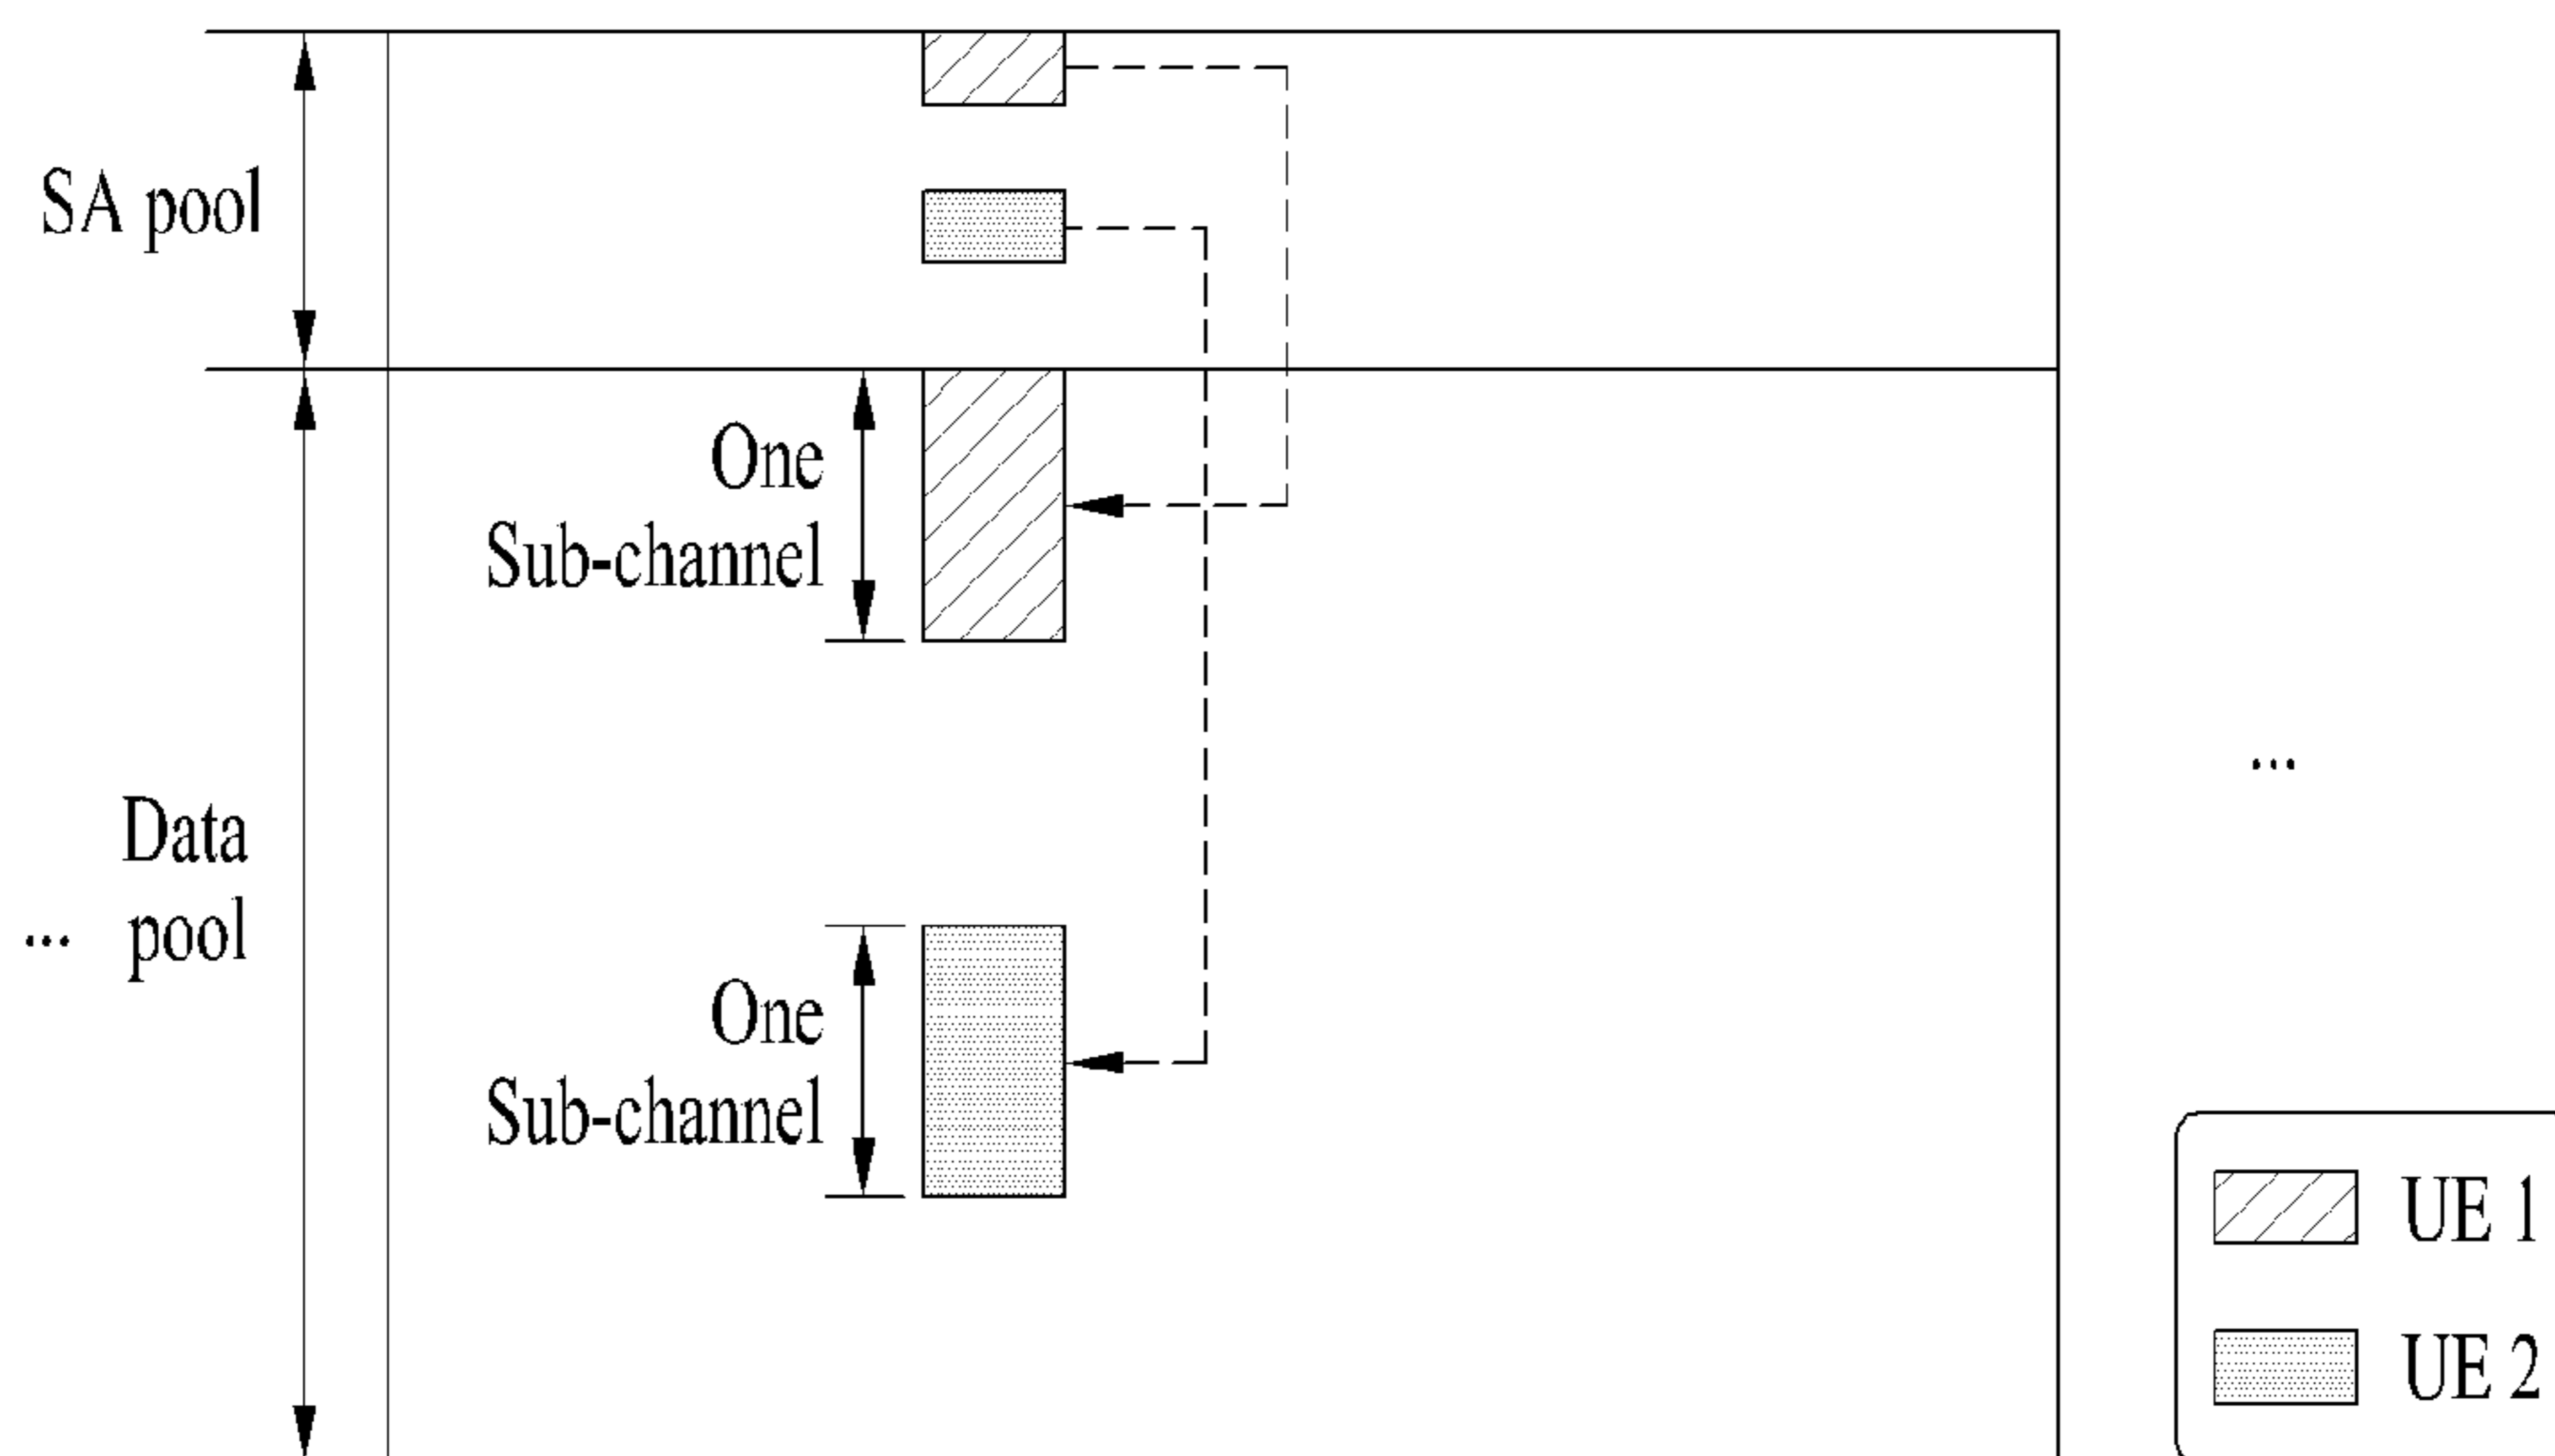 SA pool
One
Sub-channel
Data
... pool
...
One
Sub-channel
UE 1
UE 2